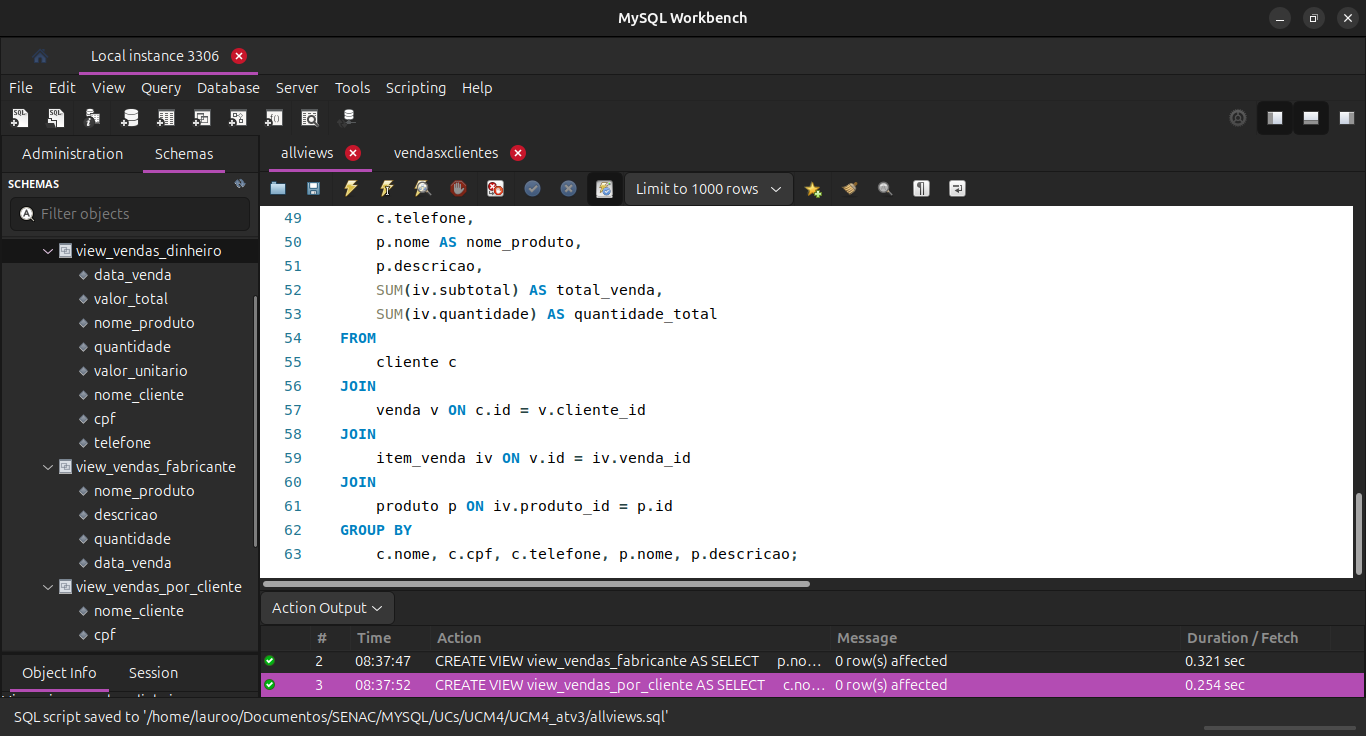 MySQL Workbench
Local instance 3306
File Edit View Query Database Server Tools Scripting Help
Administration Schemas
SCHEMAS
Filter objects
view_vendas_dinheiro
data_venda
valor_total
nome_produto
quantidade
valor_unitario
nome_cliente
cpf
telefone
view_vendas_fabricante
nome_produto
descricao
quantidade
data_venda
view_vendas_por_cliente
nome_cliente
cpf
Object Info Session
allviews vendasxclientes
Limit to 1000 rows
49 c.telefone,
50 p.nome AS nome_produto,
51 p.descricao,
52 SUM(iv.subtotal) AS total_venda,
53 SUM(iv.quantidade) AS quantidade_total
54 FROM
55 cliente c
56 JOIN
57 venda v ON c.id = v.cliente_id
58 JOIN
59 item_venda iv ON v.id = iv.venda_id
60 JOIN
61 produto p ON iv.produto_id = p.id
62 GROUP BY
63 c.nome, c.cpf, c.telefone, p.nome, p.descricao;
Action Output
# Time Action Message Duration / Fetch
2 08:37:47 CREATE VIEW view_vendas_fabricante AS SELECT p.no... 0 row(s) affected 0.321 sec
3 08:37:52 CREATE VIEW view_vendas_por_cliente AS SELECT c.no... 0 row(s) affected 0.254 sec
SQL script saved to '/home/lauroo/Documentos/SENAC/MYSQL/UCs/UCM4/UCM4_atv3/allviews.sql'